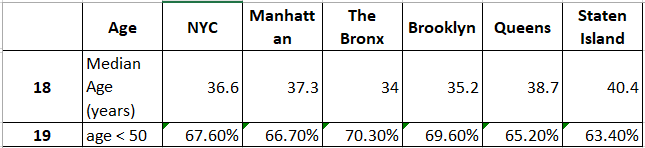 Age NYC Manhatt
an The
Bronx Brooklyn Queens Staten
Island
18 Median
Age
(years) 36.6 37.3 34 35.2 38.7 40.4
19 age < 50 67.60% 66.70% 70.30% 69.60% 65.20% 63.40%